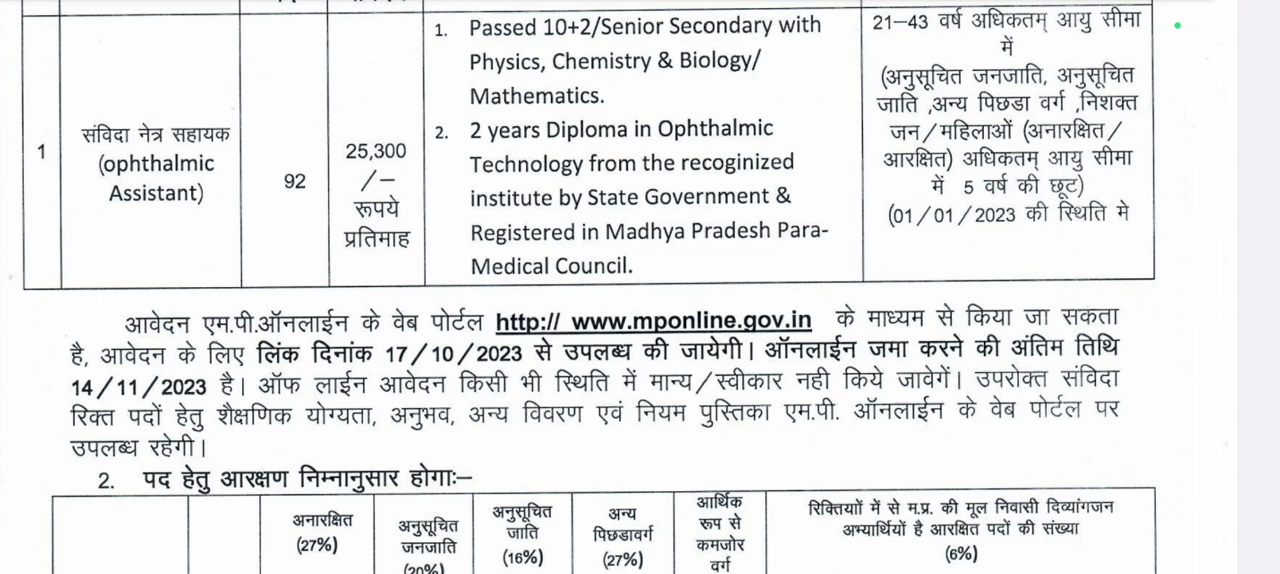 1
संविदा नेत्र सहायक
(ophthalmic
Assistant)
92
25,300
/–
रूपये
प्रतिमाह
1. Passed 10+2/Senior Secondary with
Physics, Chemistry & Biology/
Mathematics.
2. 2 years Diploma in Ophthalmic
Technology from the recoginized
institute by State Government &
Registered in Madhya Pradesh Para-
Medical Council.
21–43 वर्ष अधिकतम् आयु सीमा
में
(अनुसूचित जनजाति, अनुसूचित
जाति ,अन्य पिछडा वर्ग ,निशक्त
जन/महिलाओं (अनारक्षित/
आरक्षित) अधिकतम् आयु सीमा
में 5 वर्ष की छूट)
(01/01/2023 की स्थिति मे
आवेदन एम.पी.ऑनलाईन के वेब पोर्टल http:// www.mponline.gov.in के माध्यम से किया जा सकता
है, आवेदन के लिए लिंक दिनांक 17/10/2023 से उपलब्ध की जायेगी। ऑनलाईन जमा करने की अंतिम तिथि
14/11/2023 है। ऑफ लाईन आवेदन किसी भी स्थिति में मान्य/स्वीकार नही किये जावेगें। उपरोक्त संविदा
रिक्त पदों हेतु शैक्षणिक योग्यता, अनुभव, अन्य विवरण एवं नियम पुस्तिका एम.पी. ऑनलाईन के वेब पोर्टल पर
उपलब्ध रहेगी।
2. पद हेतु आरक्षण निम्नानुसार होगाः–
अनारक्षित
(27%)
अनुसूचित
जनजाति
(20%)
अनुसूचित
जाति
(16%)
अन्य
पिछडावर्ग
(27%)
आर्थिक
रूप से
कमजोर
वर्ग
रिक्तियाों में से म.प्र. की मूल निवासी दिव्यांगजन
अभ्यार्थियों है आरक्षित पदों की संख्या
(6%)